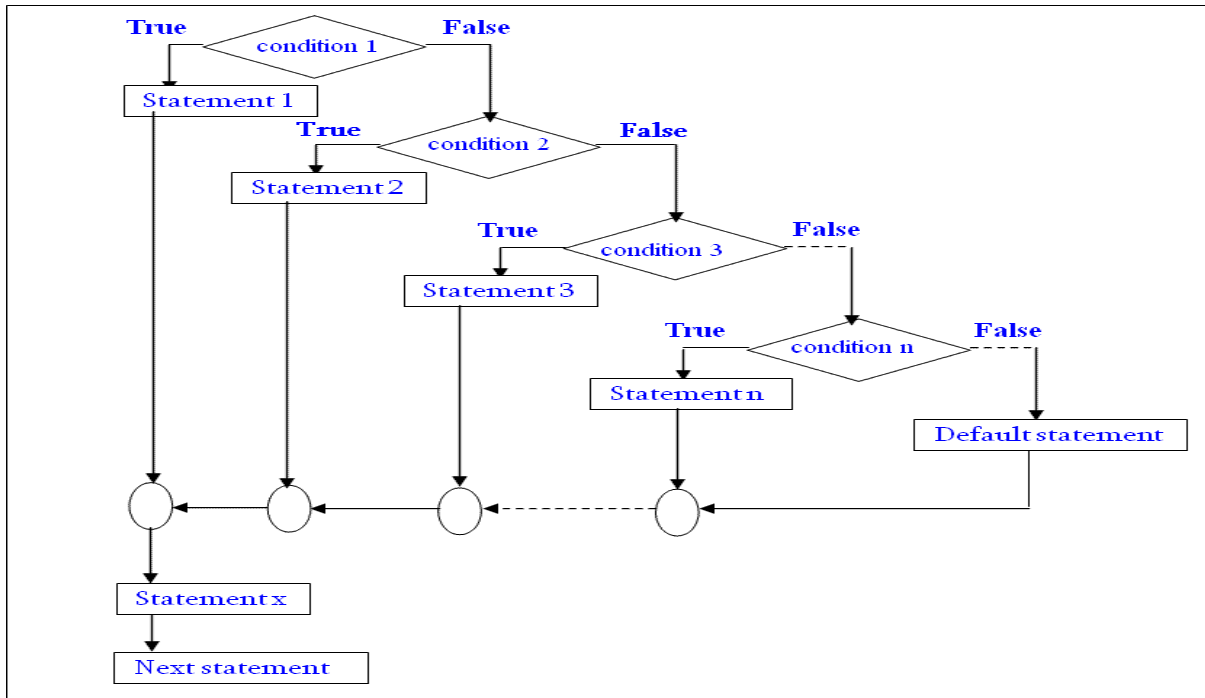 True
False
condition 1
Statement 1
True
False
condition 2
Statement 2
True
False
condition 3
Statement 3
True
False
condition n
Statement n
Default statement
Statement x
Next statement